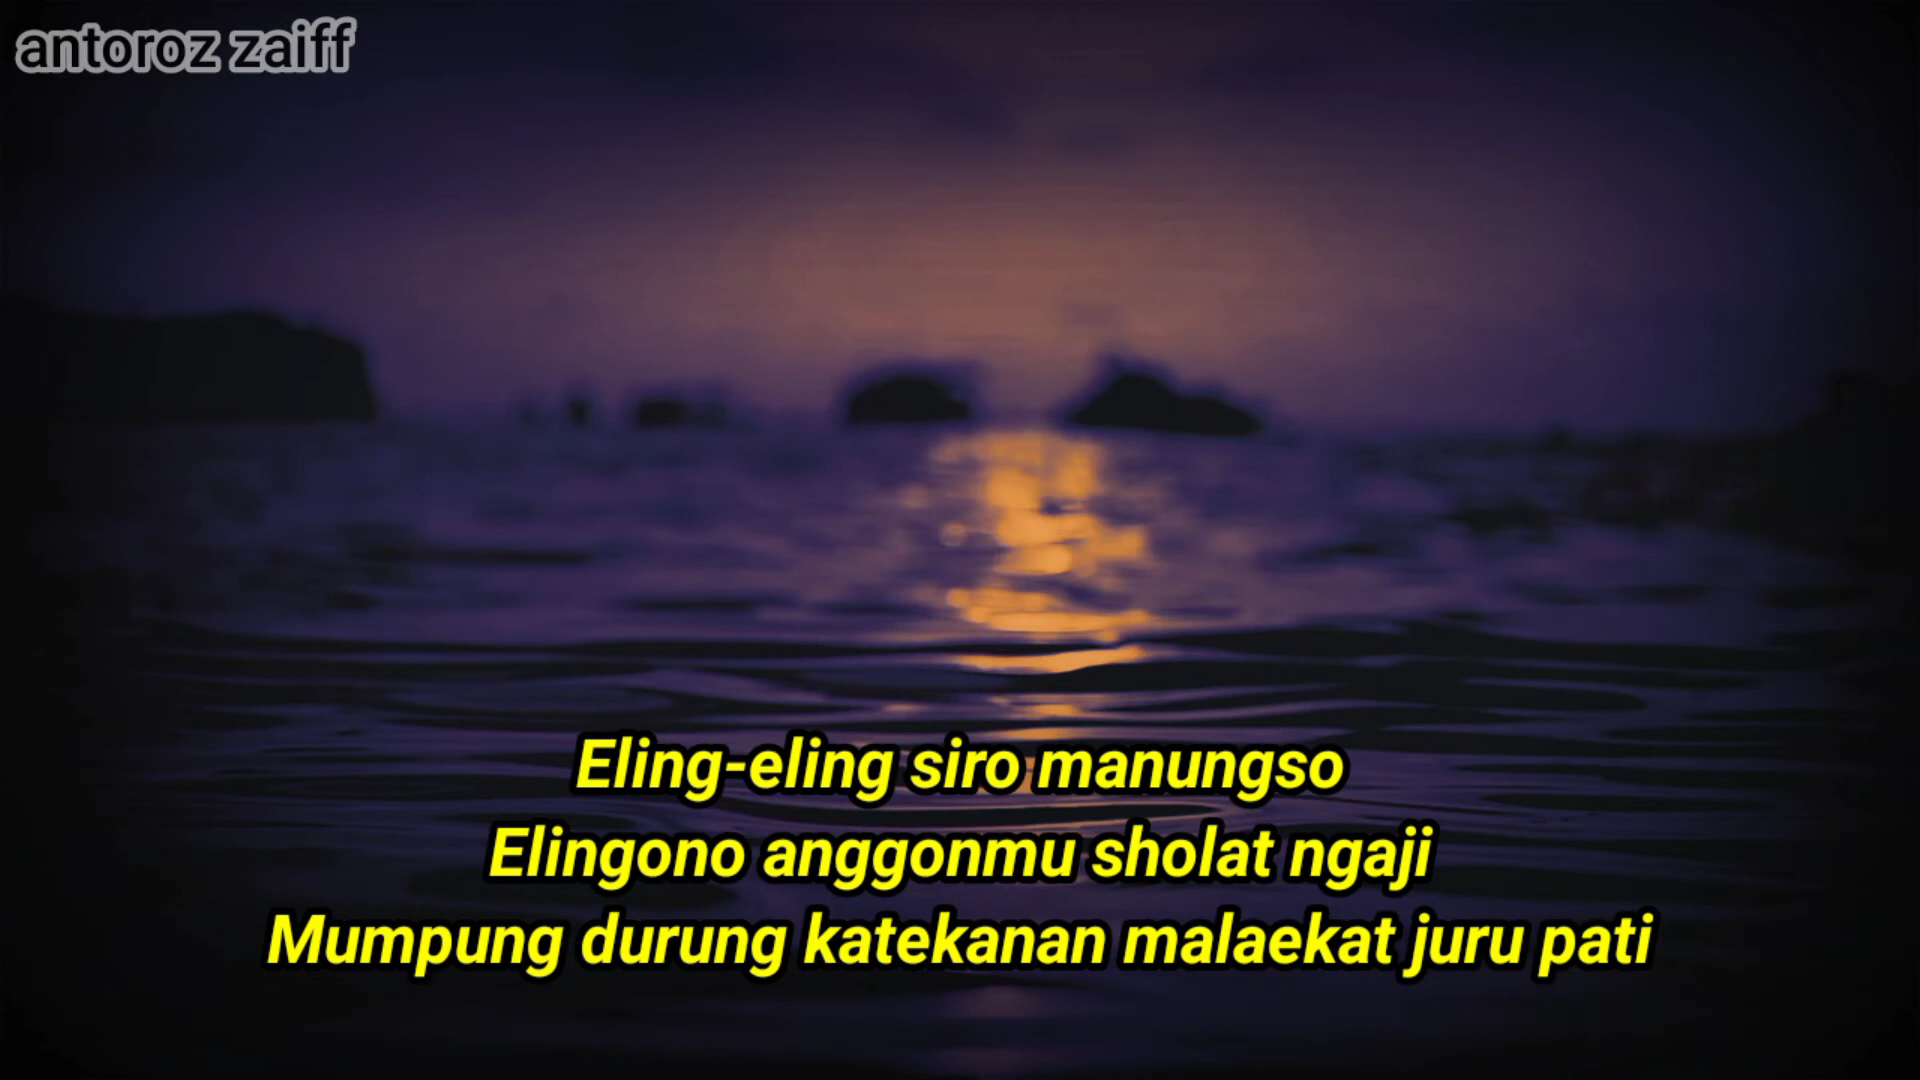 antoroz zaiff
Eling-eling siro manungso
Elingono anggonmu sholat ngaji
Mumpung durung katekanan malaekat juru pati